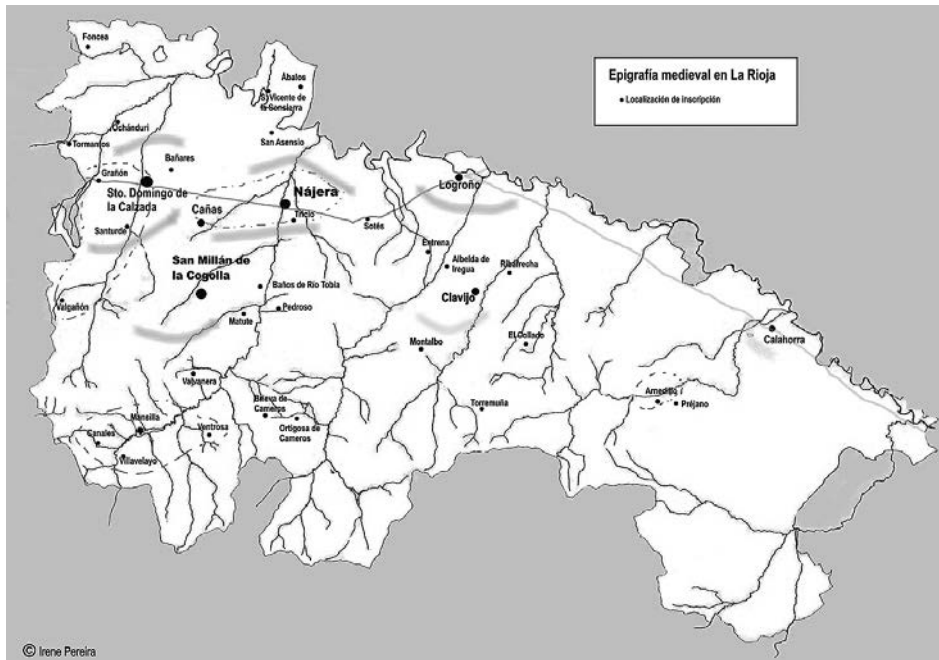 Foncea
Epigrafía medieval en La Rioja
Localización de inscripción
Ábalos
S. Vicente de
la Sonsierra
Ochánduri
Tormantos
San Asensio
Bañares
Grañón
Sto. Domingo de
la Calzada
Nájera
Logroño
Cañas
Tricio
Sotés
Santurde
Entrena
San Millán de
la Cogolla
Albelda de
Iregua
Ribafrecha
Baños de Río Tobía
Clavijo
Valgañón
Pedroso
Matute
Calahorra
Montalbo
El Collado
Valvanera
Brieva de
Cameros
Torremuña
Arnedillo
Préjano
Mansilla
Canales
Ventrosa
Ortigosa de
Cameros
Villavelayo
© Irene Pereira